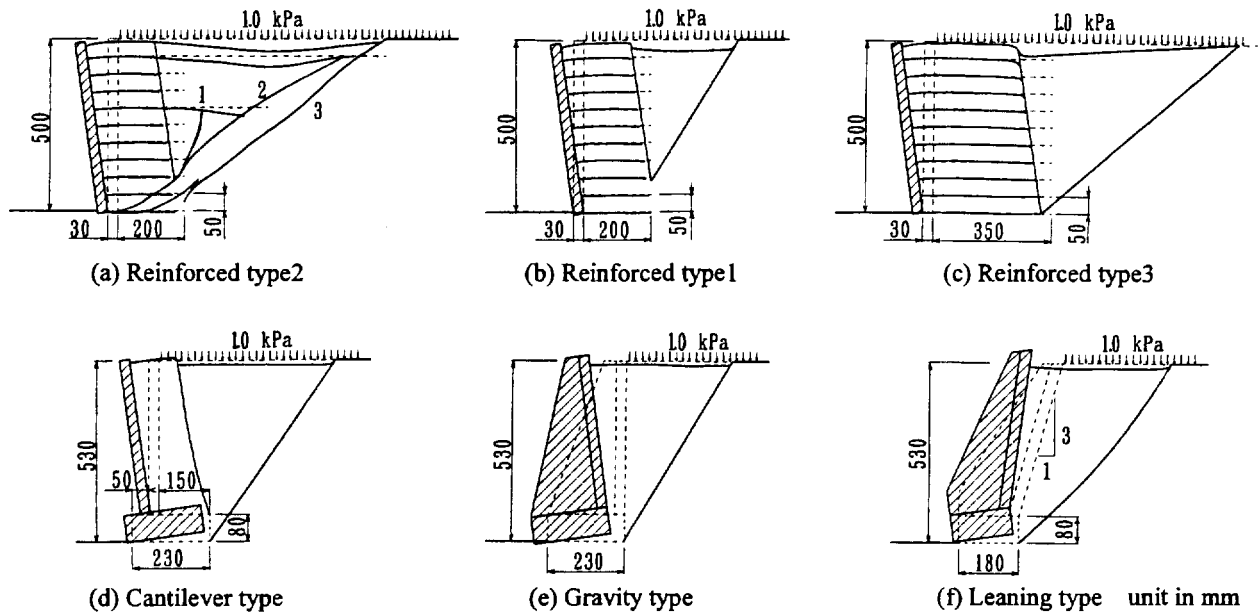 1.0 kPa
1.0 kPa
1.0 kPa
500
1
2
3
30
200
50
500
30
200
50
500
30
350
50
(a) Reinforced type2
(b) Reinforced type1
(c) Reinforced type3
1.0 kPa
1.0 kPa
1.0 kPa
530
50
150
80
230
530
230
530
3
1
80
180
(d) Cantilever type
(e) Gravity type
(f) Leaning type unit in mm